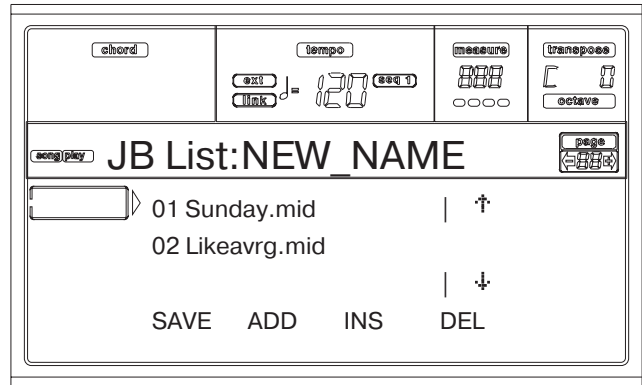 chord tempo measure transpose
ext ♩= 120 seq 1 888 C 0
link octave
song play JB List:NEW_NAME page
88
01 Sunday.mid
02 Likeavrg.mid
SAVE ADD INS DEL